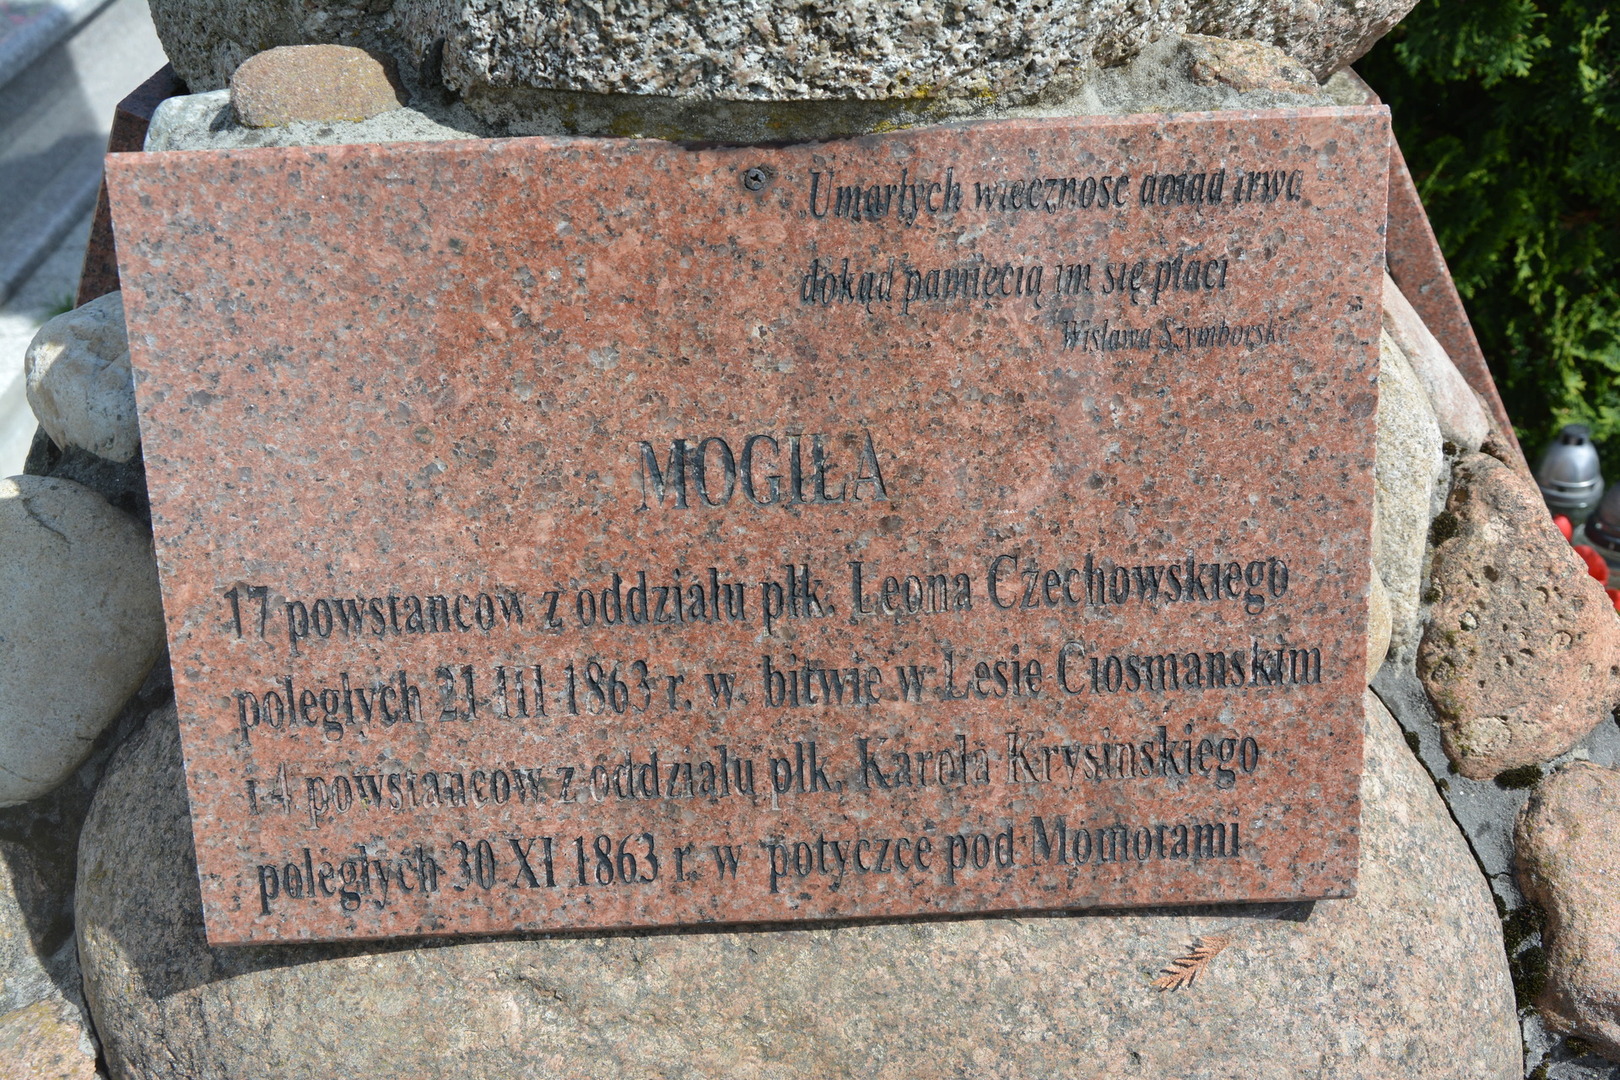 „Umarłych wieczność dotąd trwa
dokąd pamięcią im się płaci
Wisława Szymborska
MOGIŁA
17 powstańców z oddziału płk. Leona Czechowskiego
poległych 21 III 1863 r. w bitwie w Lesie Ciosmańskim
i 4 powstańców z oddziału płk. Karola Krysińskiego
poległych 30 XI 1863 r. w potyczce pod Momotami